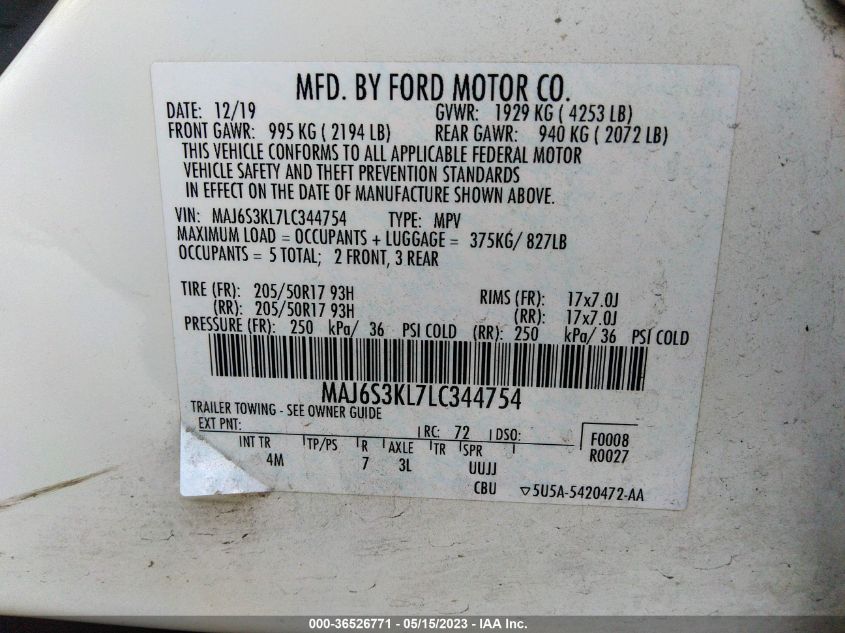 MFD. BY FORD MOTOR CO.
DATE: 12/19 GVWR: 1929 KG ( 4253 LB)
FRONT GAWR: 995 KG ( 2194 LB) REAR GAWR: 940 KG ( 2072 LB)
THIS VEHICLE CONFORMS TO ALL APPLICABLE FEDERAL MOTOR
VEHICLE SAFETY AND THEFT PREVENTION STANDARDS
IN EFFECT ON THE DATE OF MANUFACTURE SHOWN ABOVE.
VIN: MAJ6S3KL7LC344754 TYPE: MPV
MAXIMUM LOAD = OCCUPANTS + LUGGAGE = 375KG/ 827LB
OCCUPANTS = 5 TOTAL; 2 FRONT, 3 REAR
TIRE (FR): 205/50R17 93H RIMS (FR): 17x7.0J
(RR): 205/50R17 93H (RR): 17x7.0J
PRESSURE (FR): 250 kPa/ 36 PSI COLD (RR): 250 kPa/ 36 PSI COLD
MAJ6S3KL7LC344754
TRAILER TOWING - SEE OWNER GUIDE
EXT PNT: RC: 72 DSO: F0008
INT TR TP/PS R AXLE TR SPR R0027
4M 7 3L UUJJ
CBU 5U5A-5420472-AA
000-36526771 - 05/15/2023 - IAA Inc.